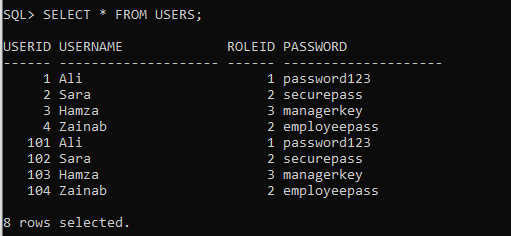 SQL> SELECT * FROM USERS;
USERID USERNAME ROLEID PASSWORD
------ -------------------- ------ --------------------
1 Ali 1 password123
2 Sara 2 securepass
3 Hamza 3 managerkey
4 Zainab 2 employeepass
101 Ali 1 password123
102 Sara 2 securepass
103 Hamza 3 managerkey
104 Zainab 2 employeepass
8 rows selected.